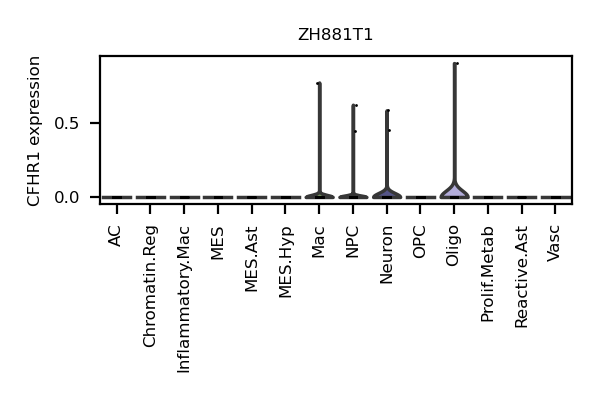 ZH881T1
CFHR1 expression
0.5
0.0
AC
Chromatin.Reg
Inflammatory.Mac
MES
MES.Ast
MES.Hyp
Mac
NPC
Neuron
OPC
Oligo
Prolif.Metab
Reactive.Ast
Vasc